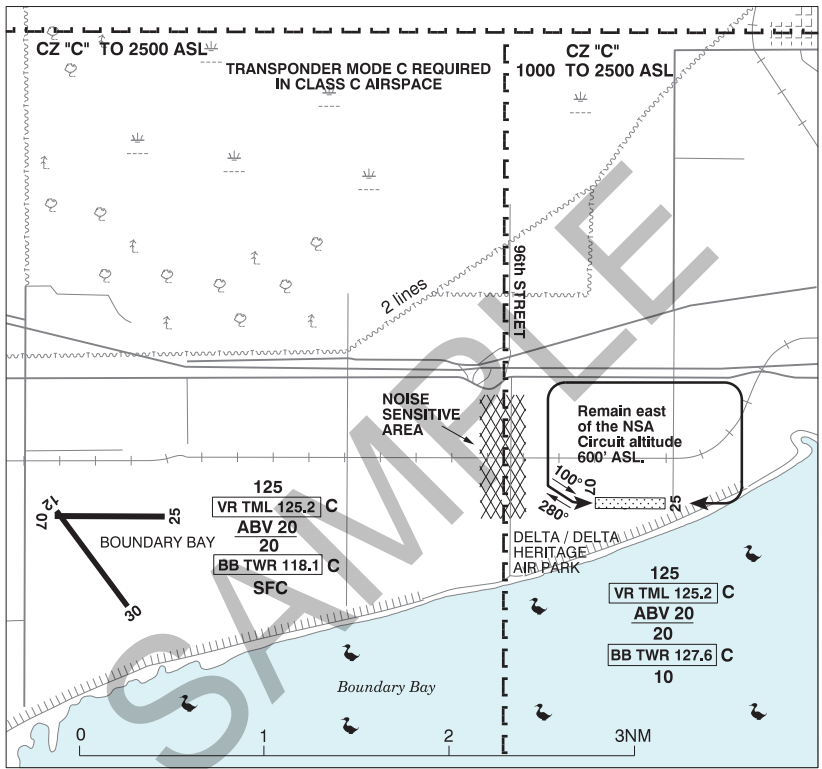 CZ "C" TO 2500 ASL
CZ "C"
1000 TO 2500 ASL
TRANSPONDER MODE C REQUIRED
IN CLASS C AIRSPACE
96th STREET
2 lines
NOISE
SENSITIVE
AREA
Remain east
of the NSA
Circuit altitude
600' ASL.
100°
280°
07
25
12
07
25
30
BOUNDARY BAY
125
VR TML 125.2 C
ABV 20
20
BB TWR 118.1 C
SFC
DELTA / DELTA
HERITAGE
AIR PARK
125
VR TML 125.2 C
ABV 20
20
BB TWR 127.6 C
10
Boundary Bay
0 1 2 3NM
SAMPLE